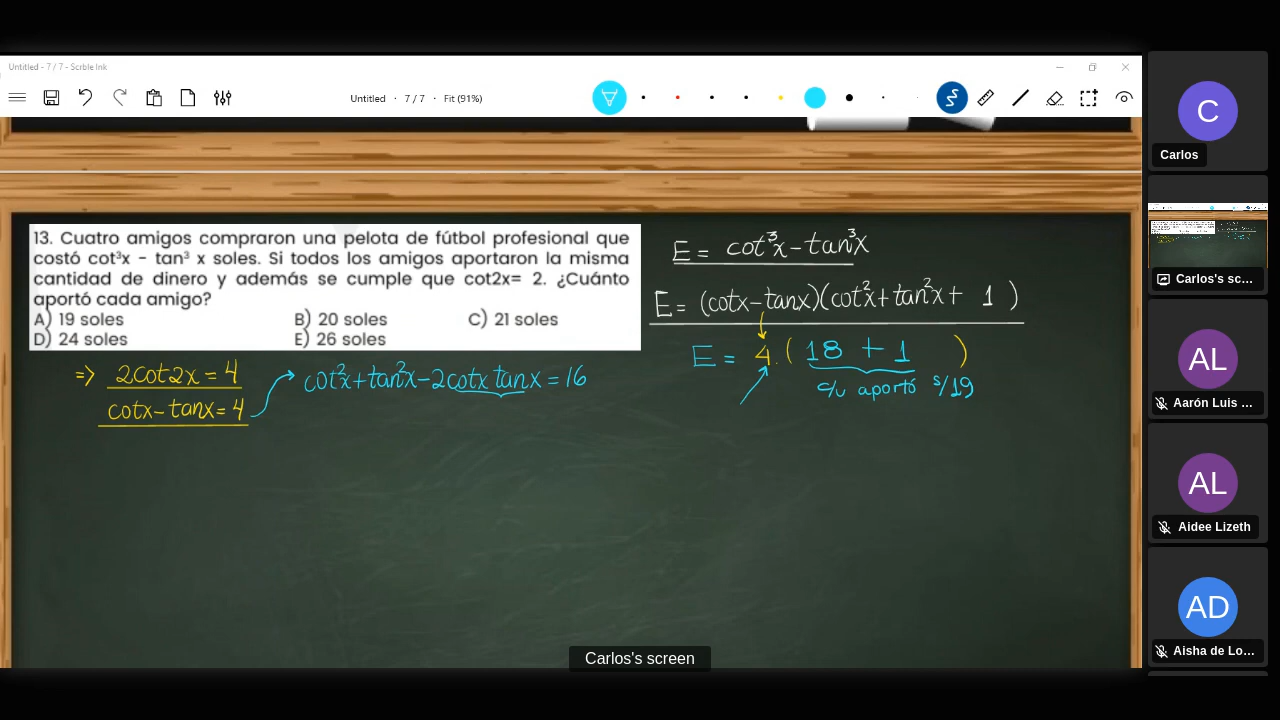 Untitled - 7 / 7 - Scrble Ink
Untitled · 7 / 7 · Fit (91%)
13. Cuatro amigos compraron una pelota de fútbol profesional que
costó cot³x - tan³ x soles. Si todos los amigos aportaron la misma
cantidad de dinero y además se cumple que cot2x= 2. ¿Cuánto
aportó cada amigo?
A) 19 soles B) 20 soles C) 21 soles
D) 24 soles E) 26 soles
=> 2cot2x = 4
cotx-tanx=4
cot²x+tan²x-2cotx tanx = 16
E = cot³x-tan³x
E = (cotx-tanx)(cot²x+tan²x+ 1 )
E = 4.( 18 + 1 )
c/u aportó s/19
C
Carlos
Carlos's sc...
AL
Aarón Luis ...
AL
Aidee Lizeth
AD
Aisha de Lo...
Carlos's screen